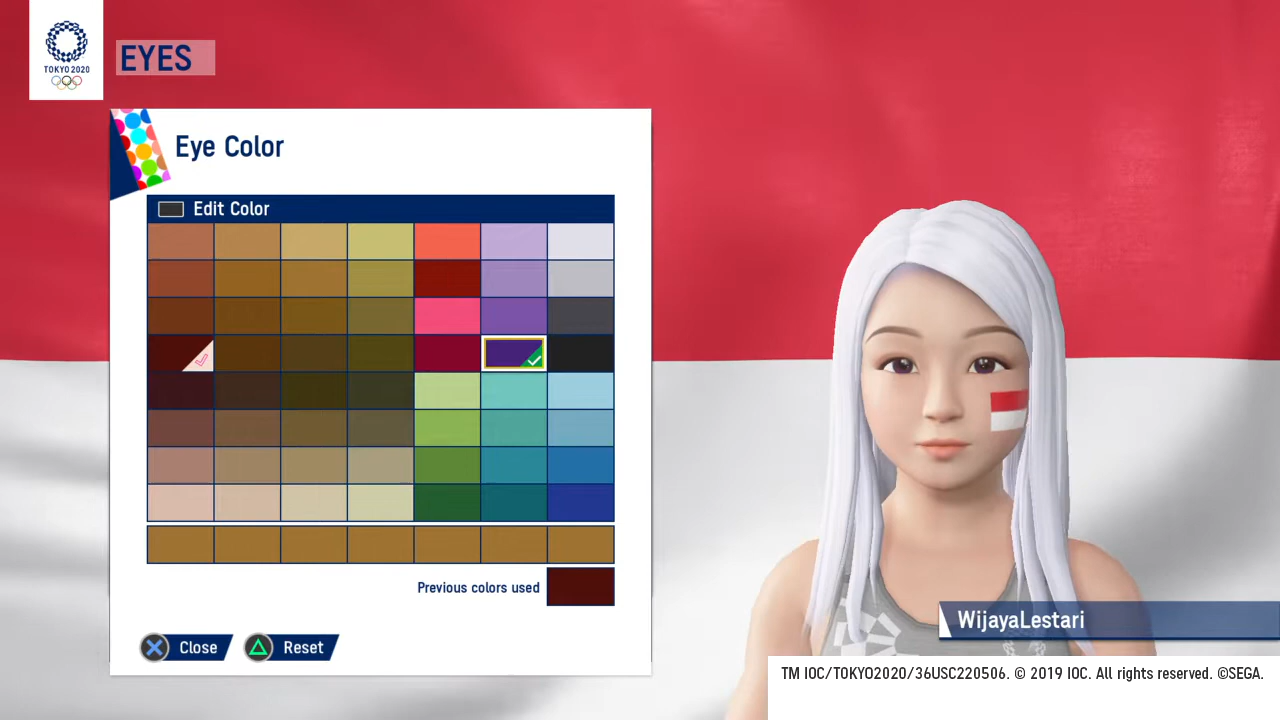 TOKYO 2020
EYES
Eye Color
Edit Color
Previous colors used
Close
Reset
WijayaLestari
TM IOC/TOKYO2020/36USC220506. © 2019 IOC. All rights reserved. ©SEGA.